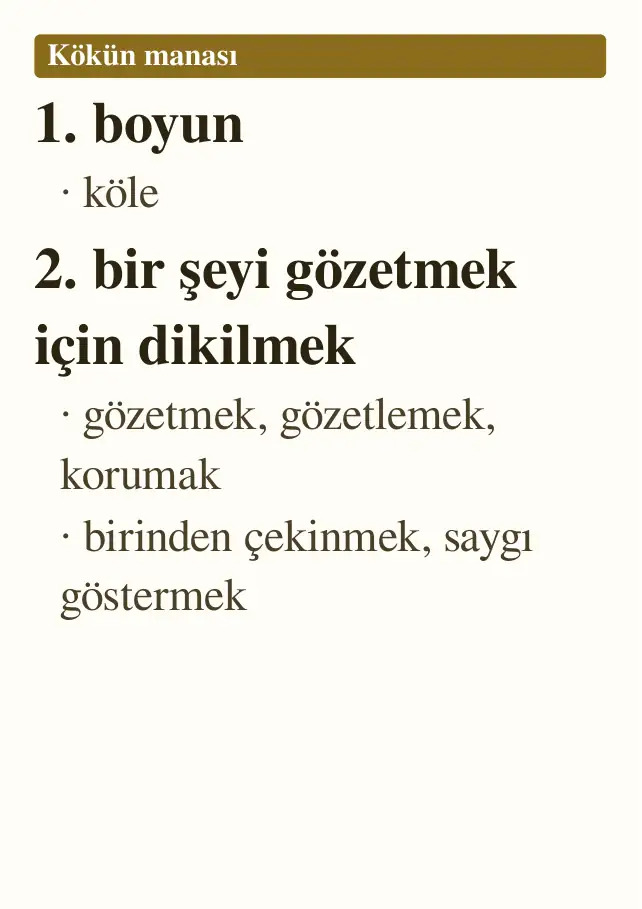 Kökün manası
1. boyun
· köle
2. bir şeyi gözetmek
için dikilmek
· gözetmek, gözetlemek,
korumak
· birinden çekinmek, saygı
göstermek